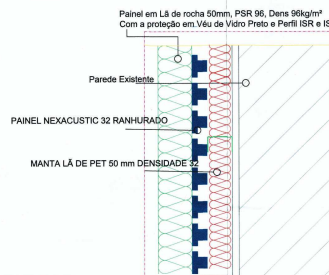 Painel em Lã de rocha 50mm, PSR 96, Dens 96kg/m²
Com a proteção em Véu de Vidro Preto e Perfil ISR e
Parede Existente
PAINEL NEXACUSTIC 32 RANHURADO
MANTA LÃ DE PET 50 mm DENSIDADE 32